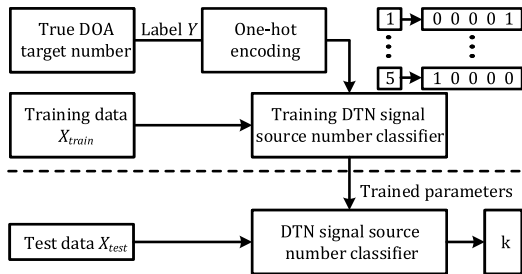 True DOA
target number
Label Y
One-hot
encoding
1
0 0 0 0 1
5
1 0 0 0 0
Training data
X_train
Training DTN signal
source number classifier
Trained parameters
Test data X_test
DTN signal source
number classifier
k